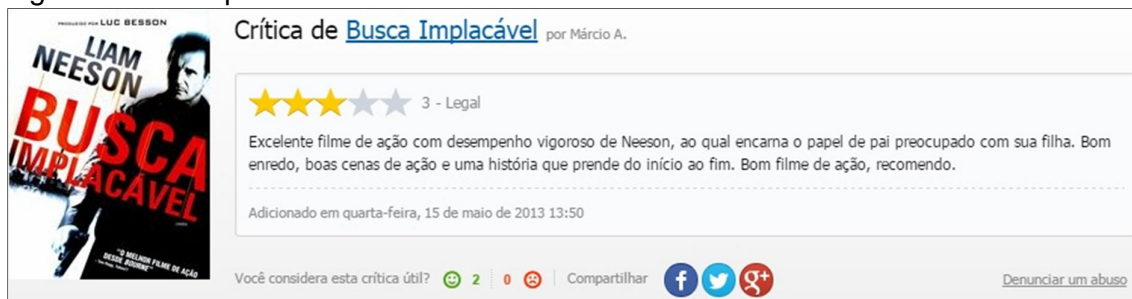 PRODUZIDO POR LUC BESSON
LIAM
NEESON
BUSCA
IMPLACÁVEL
"O MELHOR FILME DE AÇÃO
DESDE BOURNE"
Crítica de Busca Implacável por Márcio A.
3 - Legal
Excelente filme de ação com desempenho vigoroso de Neeson, ao qual encarna o papel de pai preocupado com sua filha. Bom
enredo, boas cenas de ação e uma história que prende do início ao fim. Bom filme de ação, recomendo.
Adicionado em quarta-feira, 15 de maio de 2013 13:50
Você considera esta crítica útil? 2 0 Compartilhar f g+ Denunciar um abuso